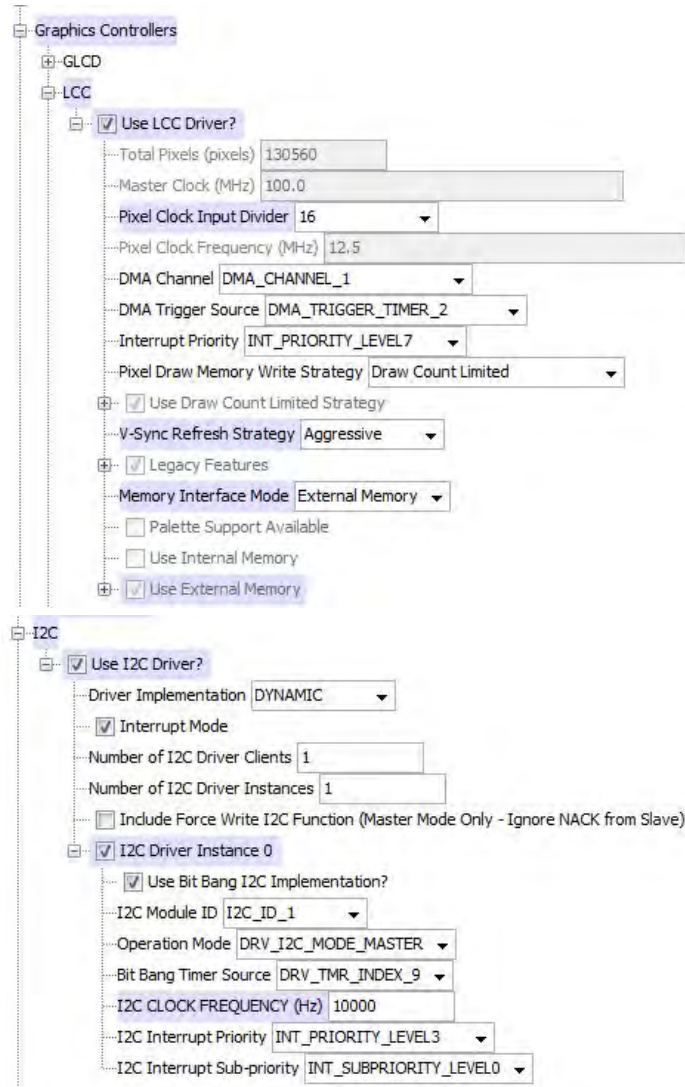 Graphics Controllers
GLCD
LCC
Use LCC Driver?
Total Pixels (pixels) 130560
Master Clock (MHz) 100.0
Pixel Clock Input Divider 16
Pixel Clock Frequency (MHz) 12.5
DMA Channel DMA_CHANNEL_1
DMA Trigger Source DMA_TRIGGER_TIMER_2
Interrupt Priority INT_PRIORITY_LEVEL7
Pixel Draw Memory Write Strategy Draw Count Limited
Use Draw Count Limited Strategy
V-Sync Refresh Strategy Aggressive
Legacy Features
Memory Interface Mode External Memory
Palette Support Available
Use Internal Memory
Use External Memory
I2C
Use I2C Driver?
Driver Implementation DYNAMIC
Interrupt Mode
Number of I2C Driver Clients 1
Number of I2C Driver Instances 1
Include Force Write I2C Function (Master Mode Only - Ignore NACK from Slave)
I2C Driver Instance 0
Use Bit Bang I2C Implementation?
I2C Module ID I2C_ID_1
Operation Mode DRV_I2C_MODE_MASTER
Bit Bang Timer Source DRV_TMR_INDEX_9
I2C CLOCK FREQUENCY (Hz) 10000
I2C Interrupt Priority INT_PRIORITY_LEVEL3
I2C Interrupt Sub-priority INT_SUBPRIORITY_LEVEL0